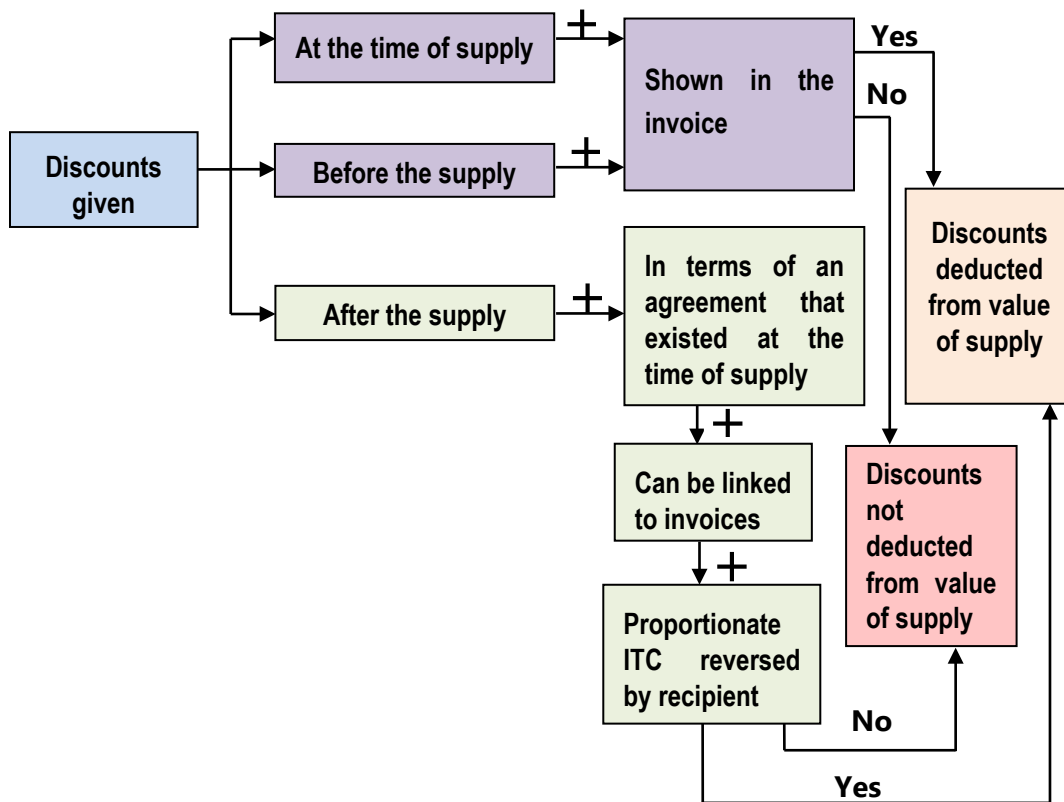 Discounts
given
At the time of supply
+
Before the supply
+
After the supply
+
Shown in the
invoice
Yes
No
In terms of an
agreement that
existed at the
time of supply
+
Can be linked
to invoices
+
Proportionate
ITC reversed
by recipient
No
Yes
Discounts
deducted
from value
of supply
Discounts
not
deducted
from value
of supply